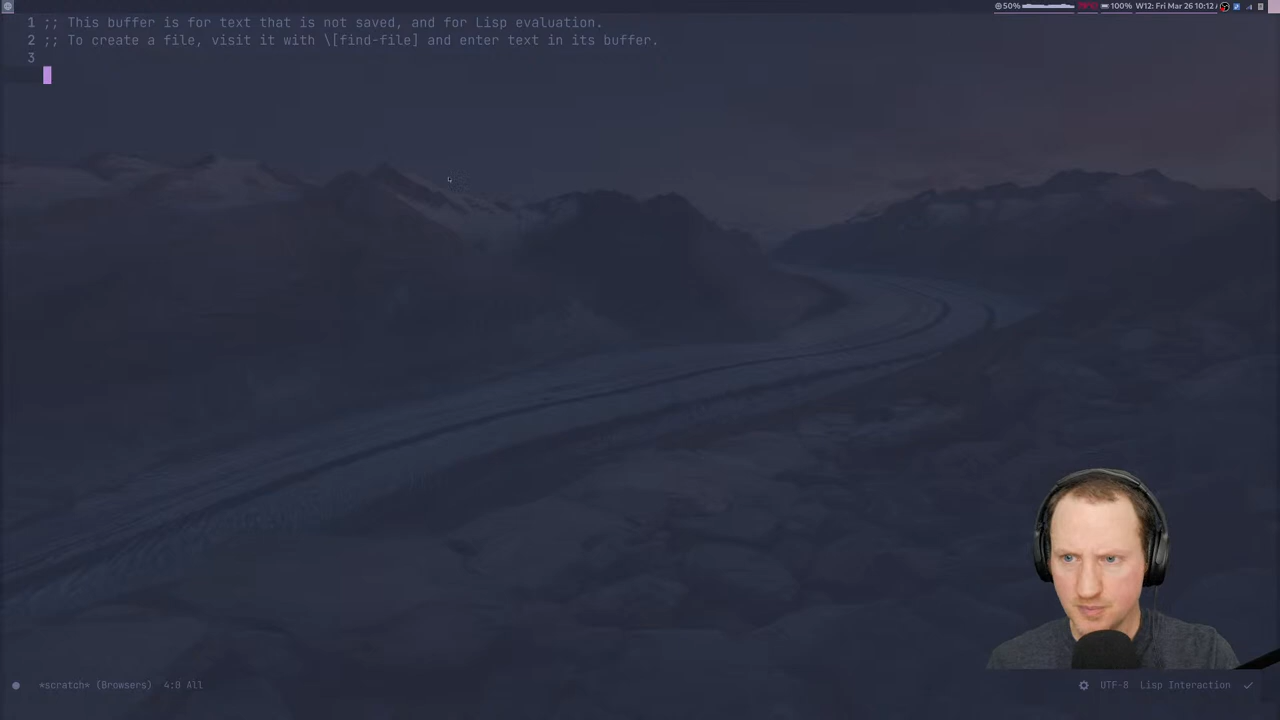 50% 100% W12: Fri Mar 26 10:12
1 ;; This buffer is for text that is not saved, and for Lisp evaluation.
2 ;; To create a file, visit it with \[find-file] and enter text in its buffer.
3
*scratch* (Browsers) 4:0 All UTF-8 Lisp Interaction